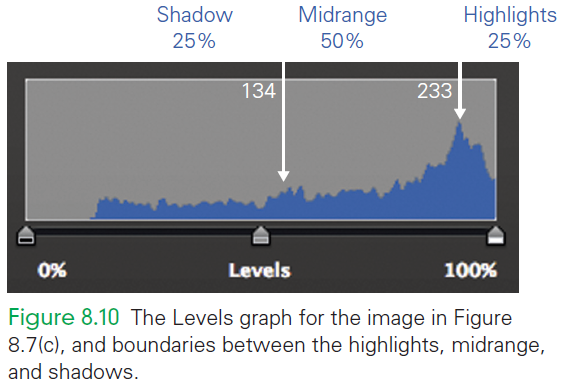 Shadow Midrange Highlights
25% 50% 25%
134 233
0% Levels 100%
Figure 8.10 The Levels graph for the image in Figure
8.7(c), and boundaries between the highlights, midrange,
and shadows.